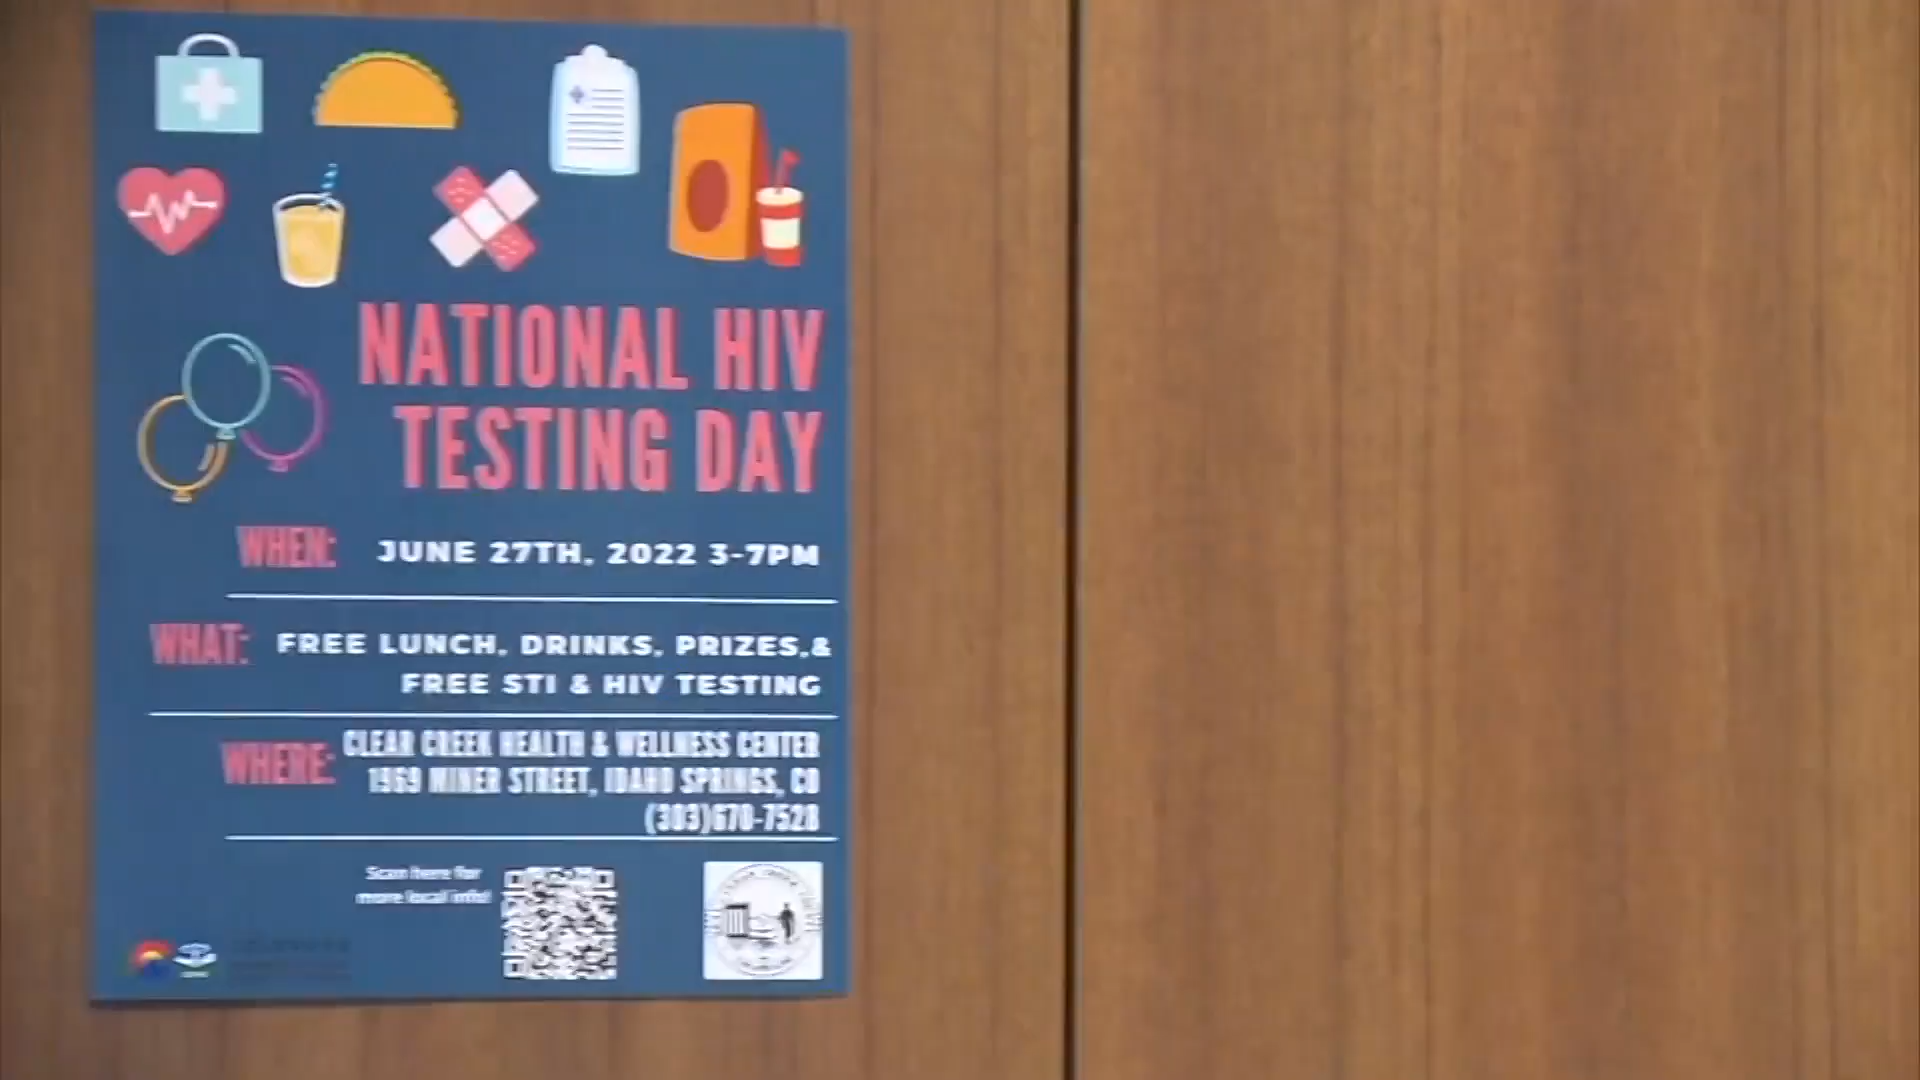 NATIONAL HIV
TESTING DAY
WHEN: JUNE 27TH, 2022 3-7PM
WHAT: FREE LUNCH, DRINKS, PRIZES,&
FREE STI & HIV TESTING
WHERE: CLEAR CREEK HEALTH & WELLNESS CENTER
1969 MINER STREET, IDAHO SPRINGS, CO
(303)670-7528
Scan here for
more local info!